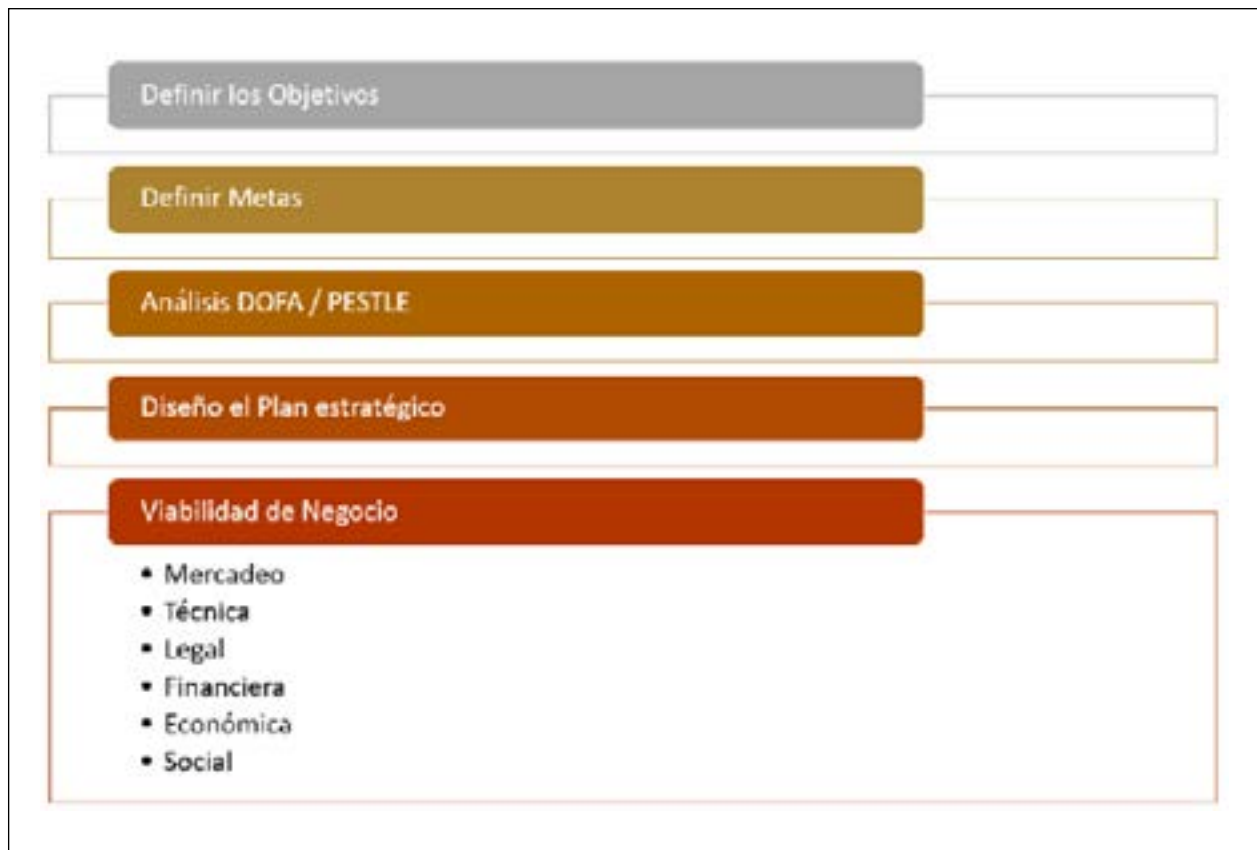 Definir los Objetivos
Definir Metas
Análisis DOFA / PESTLE
Diseño el Plan estratégico
Viabilidad de Negocio
• Mercadeo
• Técnica
• Legal
• Financiera
• Económica
• Social